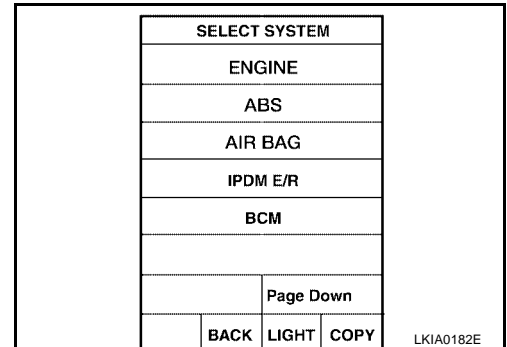 SELECT SYSTEM
ENGINE
ABS
AIR BAG
IPDM E/R
BCM
Page Down
BACK LIGHT COPY
LKIA0182E